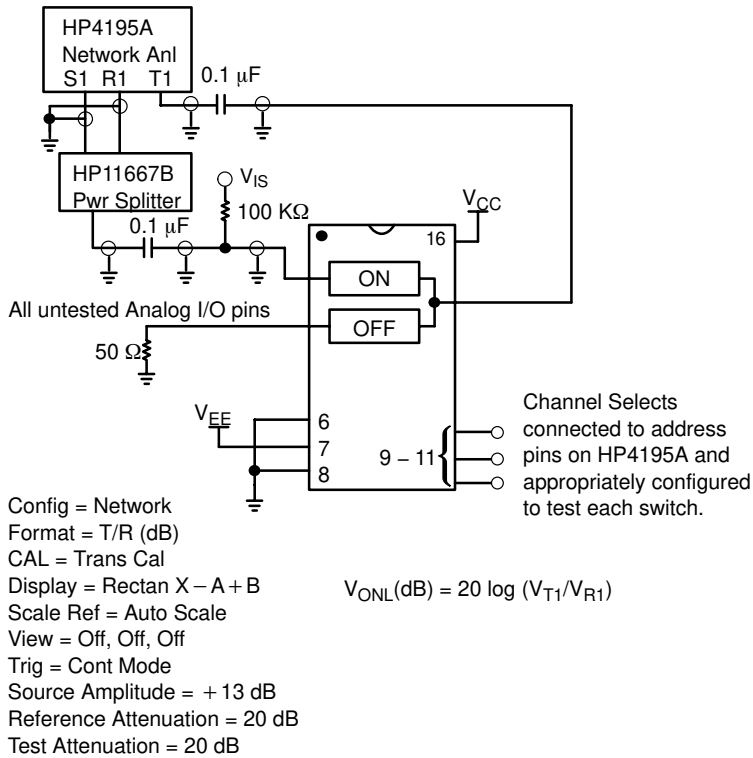 HP4195A
Network Anl
S1 R1 T1
0.1 μF
HP11667B
Pwr Splitter
V_IS
100 KΩ
0.1 μF
V_CC
16
ON
OFF
All untested Analog I/O pins
50 Ω
V_EE
6
7
8
9 – 11
Channel Selects
connected to address
pins on HP4195A and
appropriately configured
to test each switch.
Config = Network
Format = T/R (dB)
CAL = Trans Cal
Display = Rectan X – A + B
Scale Ref = Auto Scale
View = Off, Off, Off
Trig = Cont Mode
Source Amplitude = + 13 dB
Reference Attenuation = 20 dB
Test Attenuation = 20 dB
V_ONL(dB) = 20 log (V_T1/V_R1)